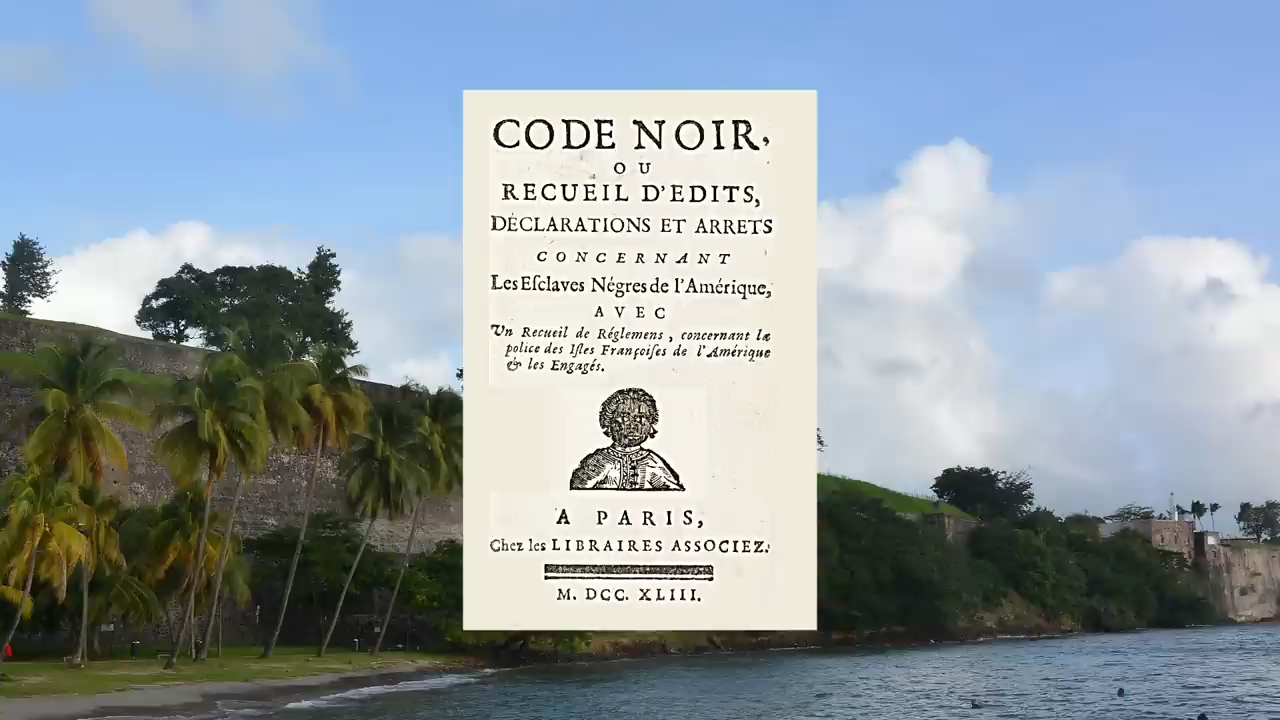 CODE NOIR,
OU
RECUEIL D'EDITS,
DÉCLARATIONS ET ARRETS
CONCERNANT
Les Eſclaves Négres de l'Amérique,
AVEC
Un Recueil de Réglemens, concernant la
police des Iſles Françoiſes de l'Amérique
& les Engagés.
A PARIS,
Chez les LIBRAIRES ASSOCIEZ.
M. DCC. XLIII.